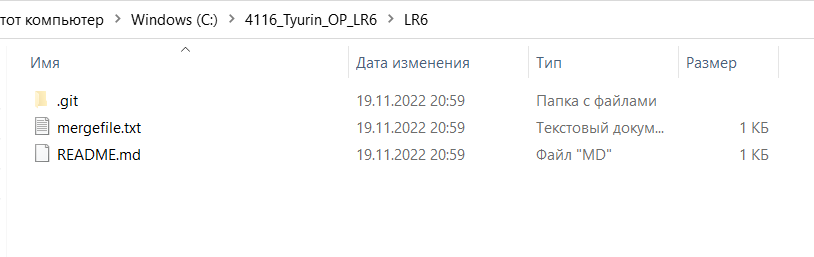 тот компьютер > Windows (C:) > 4116_Tyurin_OP_LR6 > LR6
Имя Дата изменения Тип Размер
.git 19.11.2022 20:59 Папка с файлами
mergefile.txt 19.11.2022 20:59 Текстовый докум... 1 КБ
README.md 19.11.2022 20:59 Файл "MD" 1 КБ